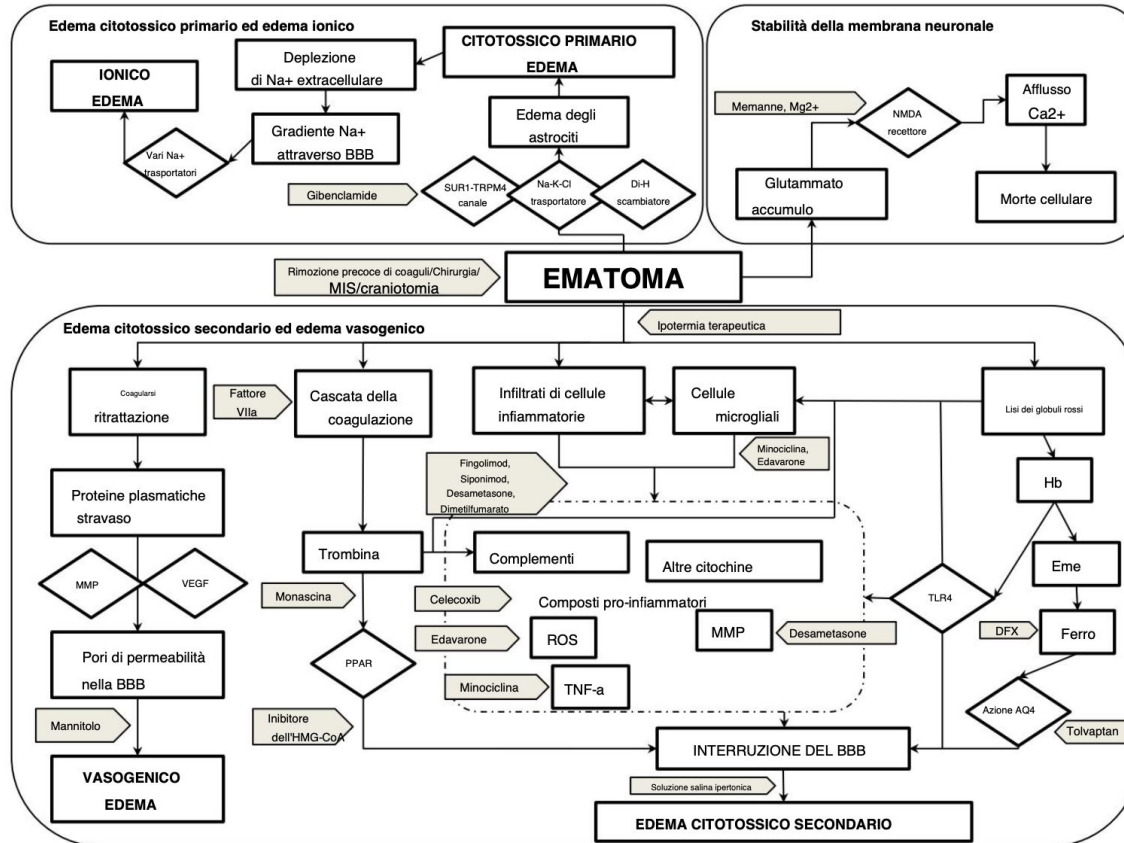 Edema citotossico primario ed edema ionico
IONICO
EDEMA
Deplezione
di Na+ extracellulare
CITOTOSSICO PRIMARIO
EDEMA
Vari Na+
trasportatori
Gradiente Na+
attraverso BBB
Edema degli
astrociti
Gibenclamide
SUR1-TRPM4
canale
Na-K-Cl
trasportatore
Di-H
scambiatore
Stabilità della membrana neuronale
Memanne, Mg2+
NMDA
recettore
Afflusso
Ca2+
Glutammato
accumulo
Morte cellulare
Rimozione precoce di coaguli/Chirurgia/
MIS/craniotomia
EMATOMA
Edema citotossico secondario ed edema vasogenico
Ipotermia terapeutica
Coagularsi
ritrattazione
Fattore
VIIa
Cascata della
coagulazione
Infiltrati di cellule
infiammatorie
Cellule
microgliali
Lisi dei globuli rossi
Fingolimod,
Siponimod,
Desametasone,
Dimetilfumarato
Minociclina,
Edavarone
Hb
Proteine plasmatiche
stravaso
Trombina
Complementi
Altre citochine
Eme
MMP
VEGF
Monascina
Celecoxib
Composti pro-infiammatori
TLR4
Edavarone
ROS
MMP
Desametasone
DFX
Ferro
Pori di permeabilità
nella BBB
PPAR
Minociclina
TNF-a
Azione AQ4
Mannitolo
Inibitore
dell'HMG-CoA
INTERRUZIONE DEL BBB
Tolvaptan
VASOGENICO
EDEMA
Soluzione salina ipertonica
EDEMA CITOTOSSICO SECONDARIO